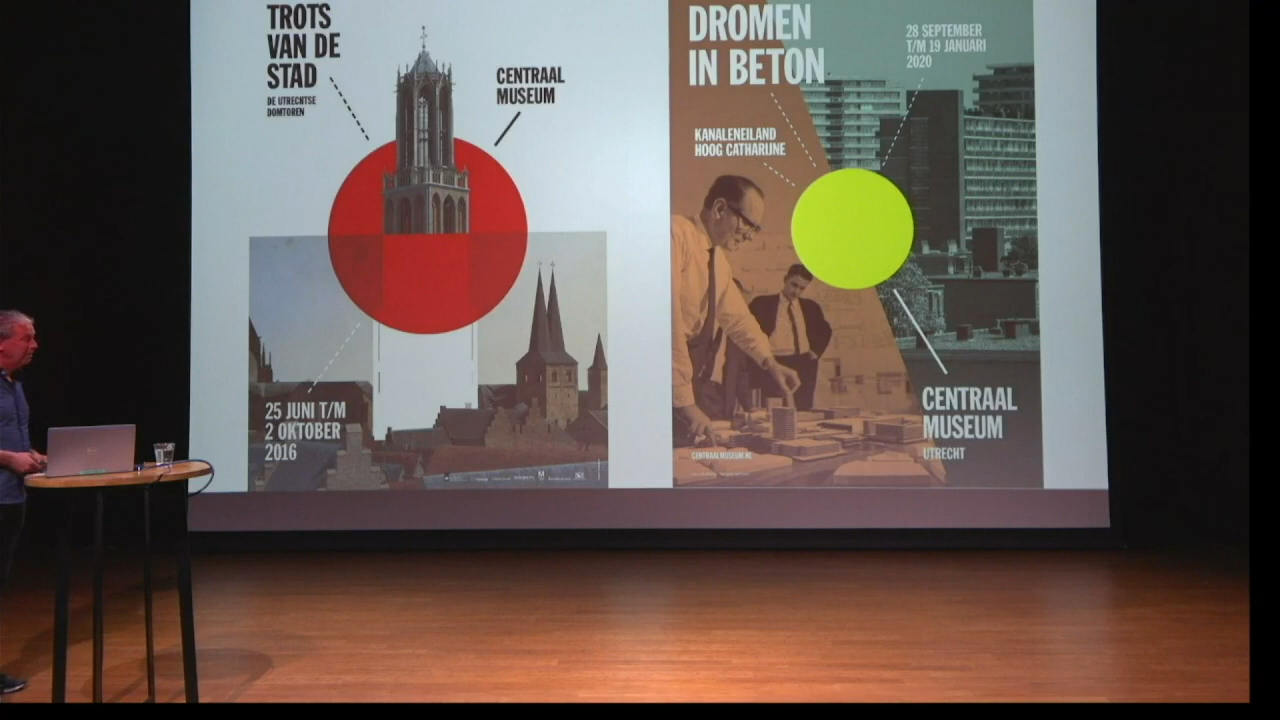 TROTS
VAN DE
STAD
DE UTRECHTSE
DOMTOREN
CENTRAAL
MUSEUM
25 JUNI T/M
2 OKTOBER
2016
DROMEN
IN BETON
28 SEPTEMBER
T/M 19 JANUARI
2020
KANALENEILAND
HOOG CATHARIJNE
CENTRAAL
MUSEUM
UTRECHT
CENTRAALMUSEUM.NL